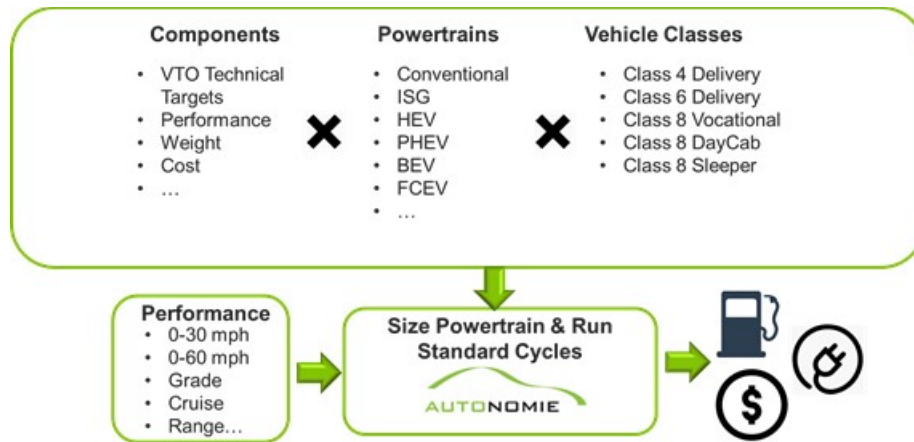 Components
• VTO Technical
Targets
• Performance
• Weight
• Cost
• …
Powertrains
• Conventional
• ISG
• HEV
• PHEV
• BEV
• FCEV
• …
Vehicle Classes
• Class 4 Delivery
• Class 6 Delivery
• Class 8 Vocational
• Class 8 DayCab
• Class 8 Sleeper
Performance
• 0-30 mph
• 0-60 mph
• Grade
• Cruise
• Range…
Size Powertrain & Run
Standard Cycles
AUTONOMIE
$